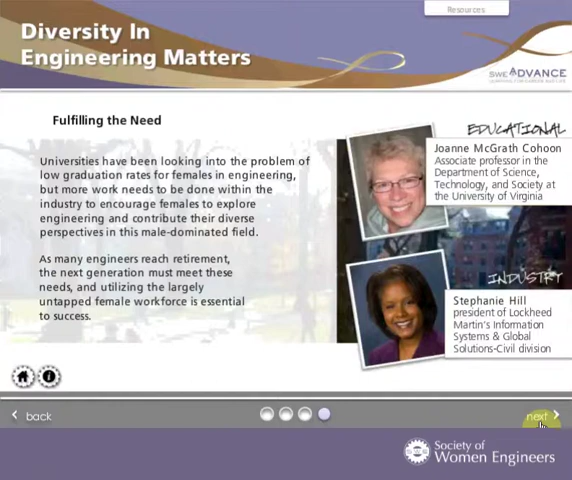 Resources
Diversity In
Engineering Matters
SWE ADVANCE
Fulfilling the Need
Universities have been looking into the problem of
low graduation rates for females in engineering,
but more work needs to be done within the
industry to encourage females to explore
engineering and contribute their diverse
perspectives in this male-dominated field.
As many engineers reach retirement,
the next generation must meet these
needs, and utilizing the largely
untapped female workforce is essential
to success.
EDUCATIONAL
Joanne McGrath Cohoon
Associate professor in the
Department of Science,
Technology, and Society at
the University of Virginia
INDUSTRY
Stephanie Hill
president of Lockheed
Martin's Information
Systems & Global
Solutions-Civil division
back
next
Society of
Women Engineers